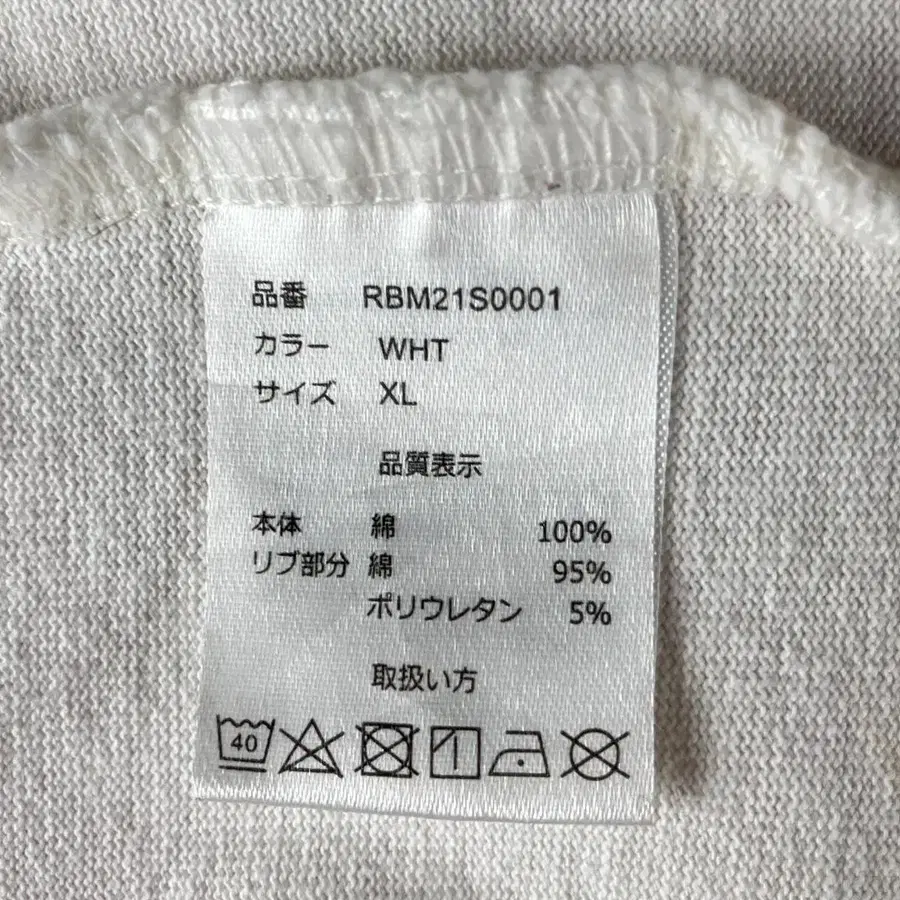 品番 RBM21S0001
カラー WHT
サイズ XL
品質表示
本体 綿 100%
リブ部分 綿 95%
ポリウレタン 5%
取扱い方
40